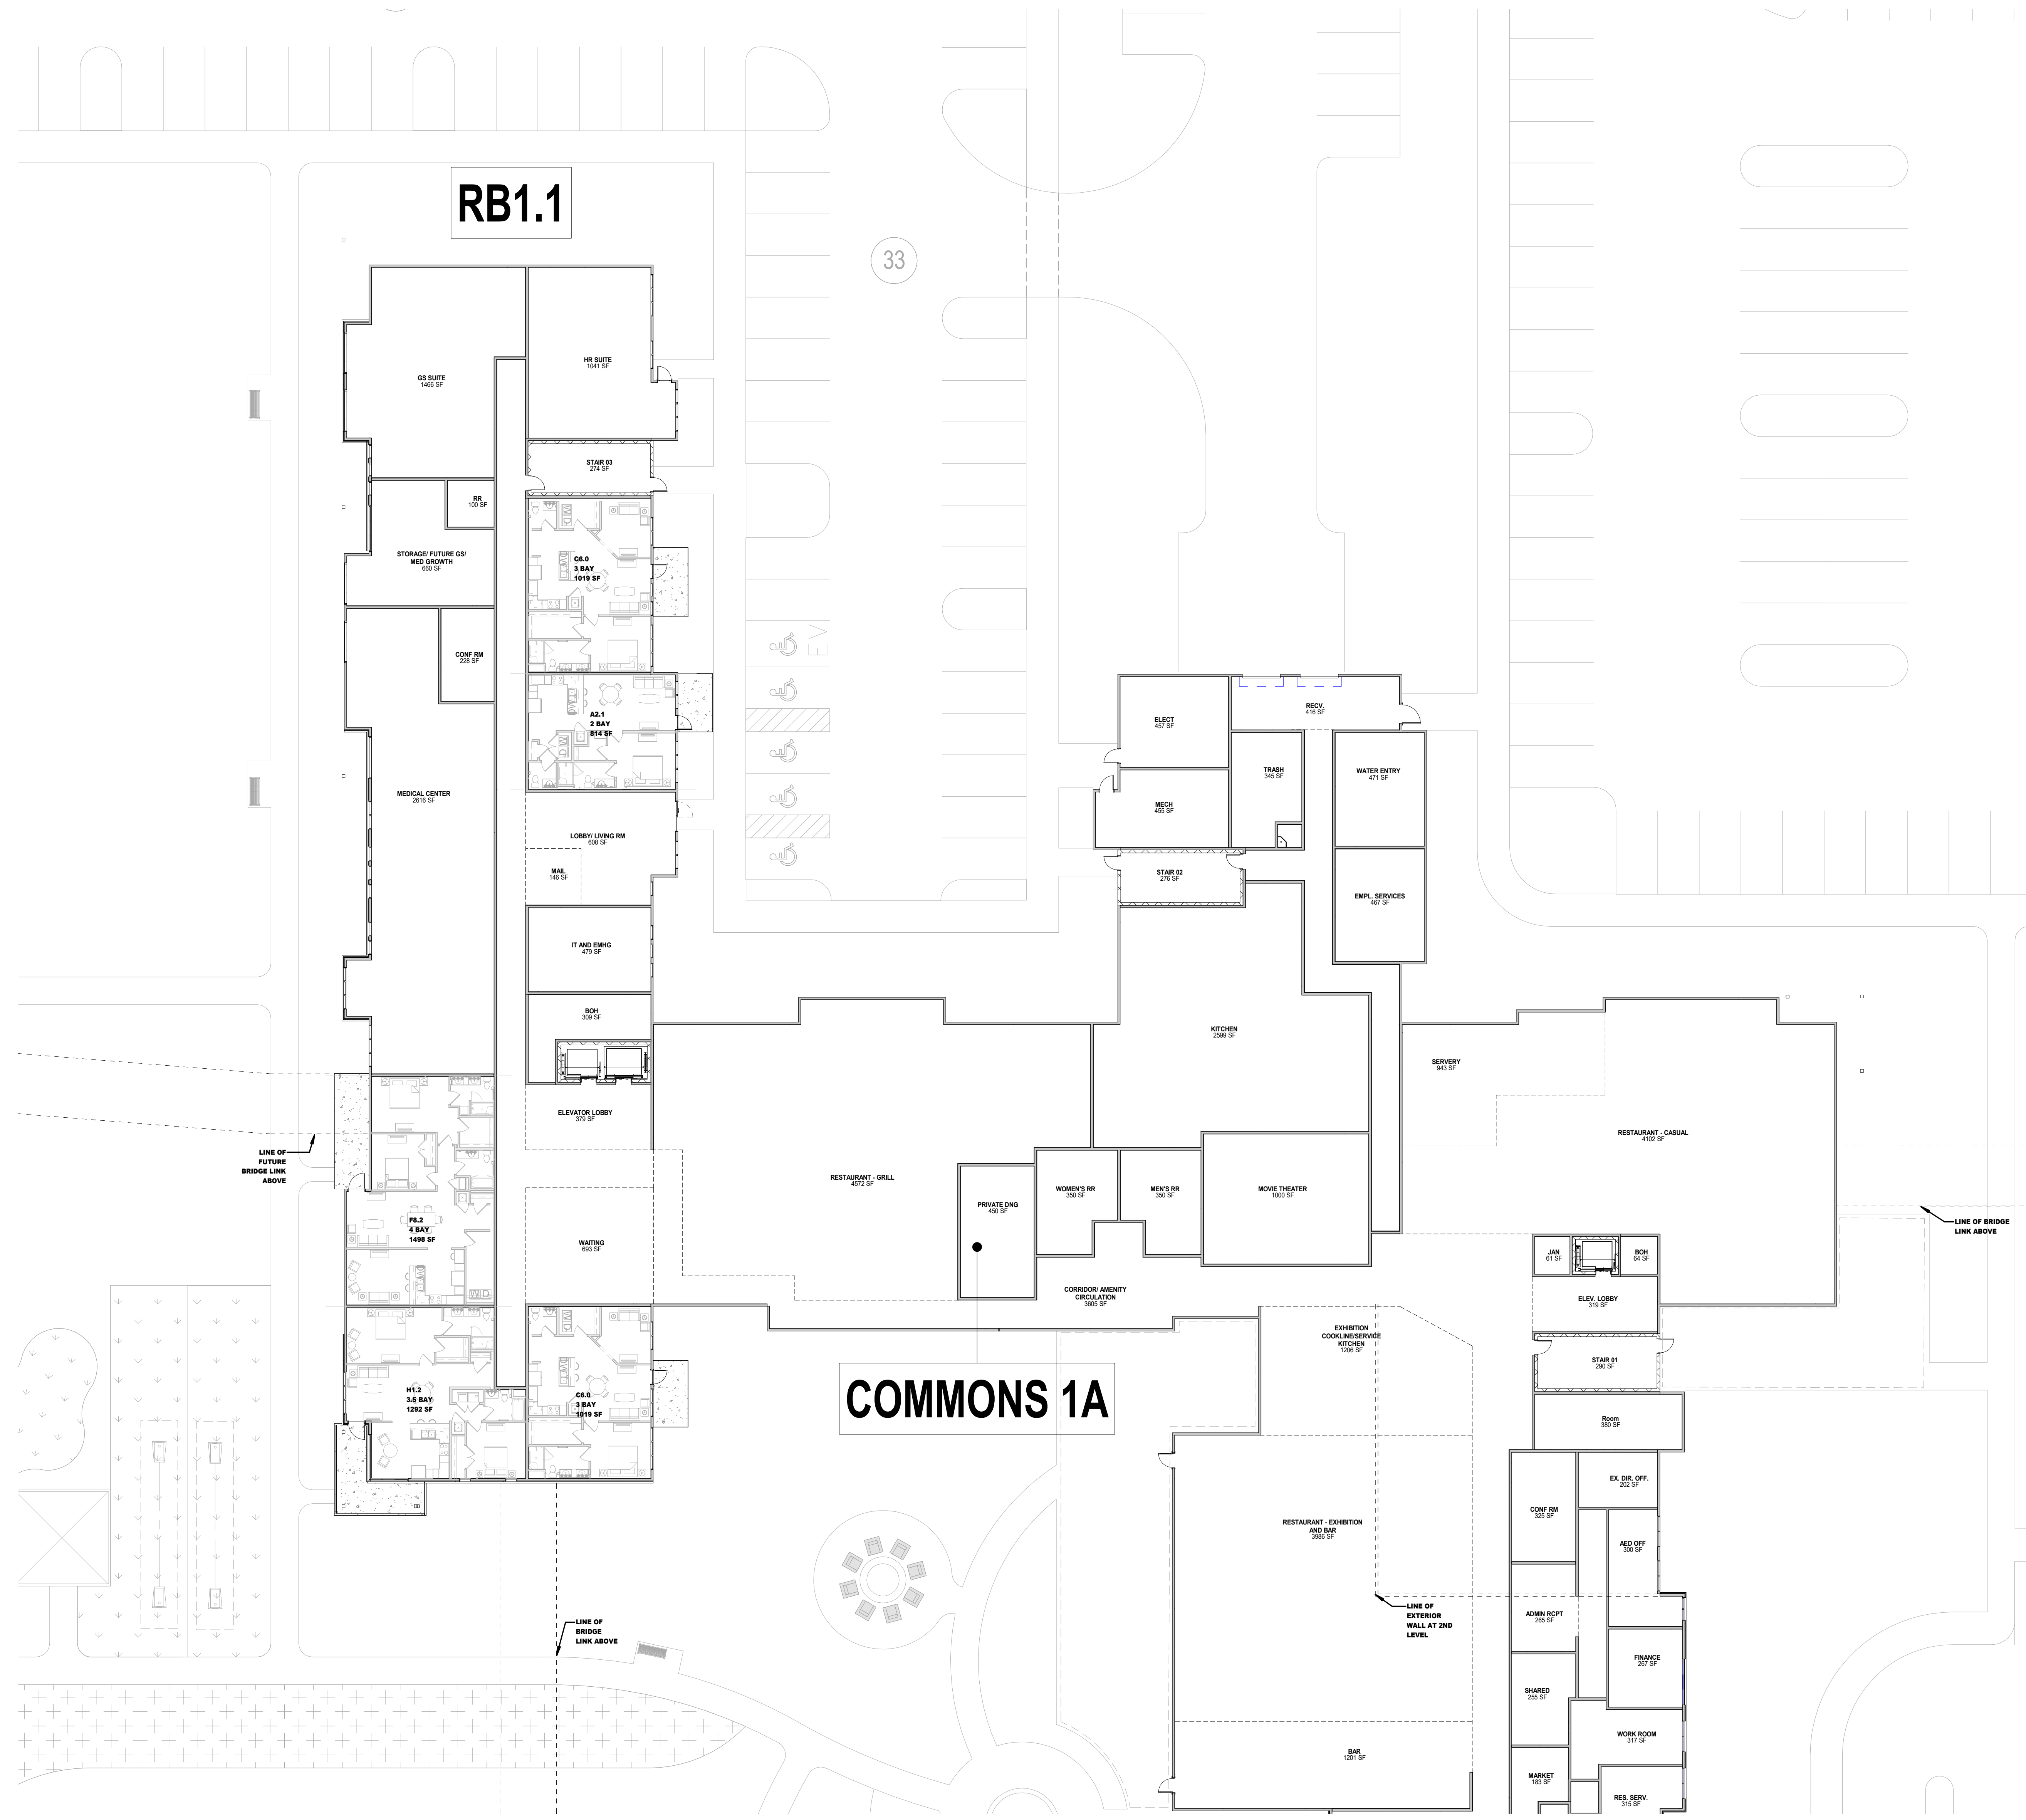 RB1.1
33
HR SUITE
1041 SF
GS SUITE
1466 SF
STAIR 03
274 SF
RR
100 SF
STORAGE/ FUTURE GS/
MED GROWTH
660 SF
C6.0
3 BAY
1019 SF
EV
CONF RM
228 SF
A2.1
2 BAY
814 SF
MEDICAL CENTER
2616 SF
LOBBY/ LIVING RM
608 SF
MAIL
146 SF
IT AND EMHG
479 SF
BOH
309 SF
ELEVATOR LOBBY
379 SF
LINE OF
FUTURE
BRIDGE LINK
ABOVE
F8.2
4 BAY
1498 SF
WAITING
693 SF
H1.2
3.5 BAY
1292 SF
C6.0
3 BAY
1019 SF
LINE OF
BRIDGE
LINK ABOVE
RECV.
416 SF
ELECT
457 SF
TRASH
345 SF
WATER ENTRY
471 SF
MECH
455 SF
STAIR 02
276 SF
EMPL. SERVICES
467 SF
KITCHEN
2599 SF
SERVERY
943 SF
RESTAURANT - CASUAL
4102 SF
RESTAURANT - GRILL
4572 SF
PRIVATE DNG
450 SF
WOMEN'S RR
350 SF
MEN'S RR
350 SF
MOVIE THEATER
1000 SF
LINE OF BRIDGE
LINK ABOVE
JAN
61 SF
BOH
64 SF
CORRIDOR/ AMENITY
CIRCULATION
3605 SF
ELEV. LOBBY
319 SF
EXHIBITION
COOKLINE/SERVICE
KITCHEN
1206 SF
STAIR 01
290 SF
COMMONS 1A
Room
380 SF
EX. DIR. OFF.
202 SF
CONF RM
325 SF
RESTAURANT - EXHIBITION
AND BAR
3986 SF
AED OFF
300 SF
LINE OF
EXTERIOR
WALL AT 2ND
LEVEL
ADMIN RCPT
265 SF
FINANCE
267 SF
SHARED
255 SF
WORK ROOM
317 SF
BAR
1201 SF
MARKET
183 SF
RES. SERV.
315 SF